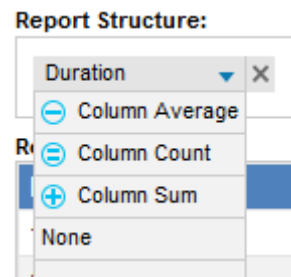 Report Structure:
Duration
Column Average
Column Count
Column Sum
None